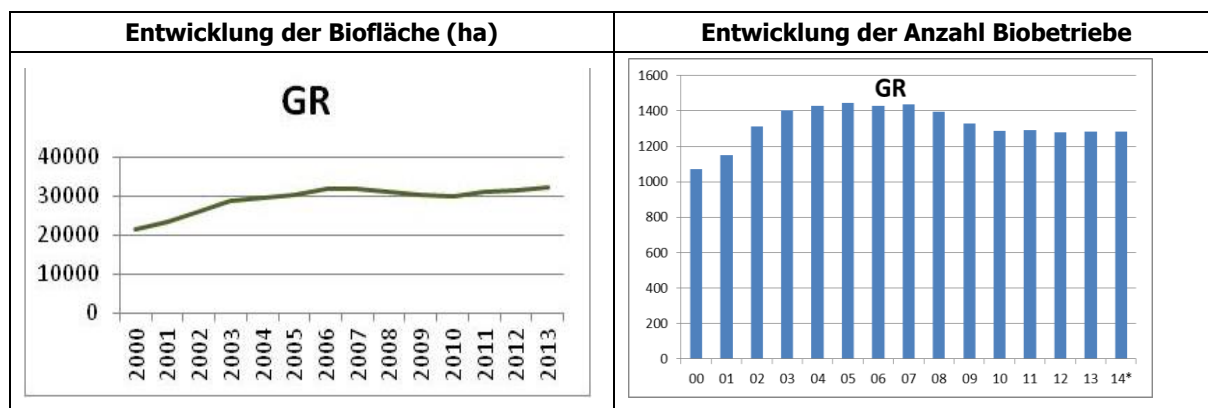 Entwicklung der Biofläche (ha)
Entwicklung der Anzahl Biobetriebe
GR
40000
30000
20000
10000
0
2000 2001 2002 2003 2004 2005 2006 2007 2008 2009 2010 2011 2012 2013
GR
1600
1400
1200
1000
800
600
400
200
0
00 01 02 03 04 05 06 07 08 09 10 11 12 13 14*